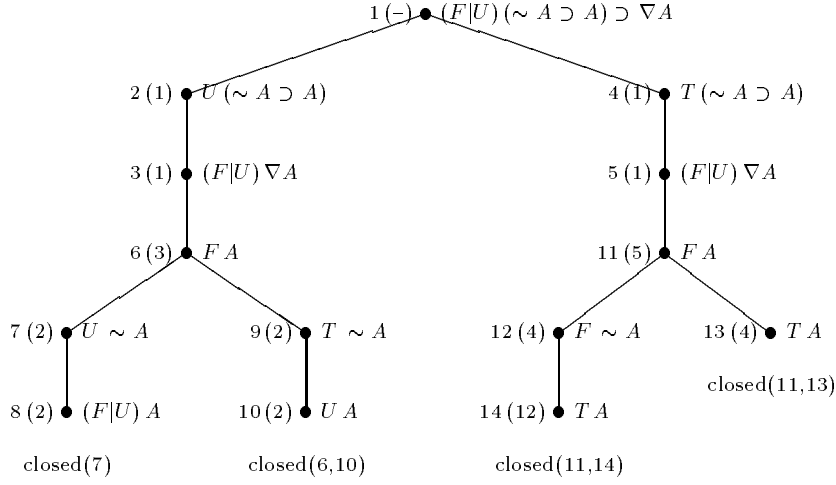 1 (–) (F|U) (∼ A ⊃ A) ⊃ ∇A
2 (1) U (∼ A ⊃ A) 4 (1) T (∼ A ⊃ A)
3 (1) (F|U) ∇A 5 (1) (F|U) ∇A
6 (3) F A 11 (5) F A
7 (2) U ∼ A 9 (2) T ∼ A 12 (4) F ∼ A 13 (4) T A
closed(11,13)
8 (2) (F|U) A 10 (2) U A 14 (12) T A
closed(7) closed(6,10) closed(11,14)